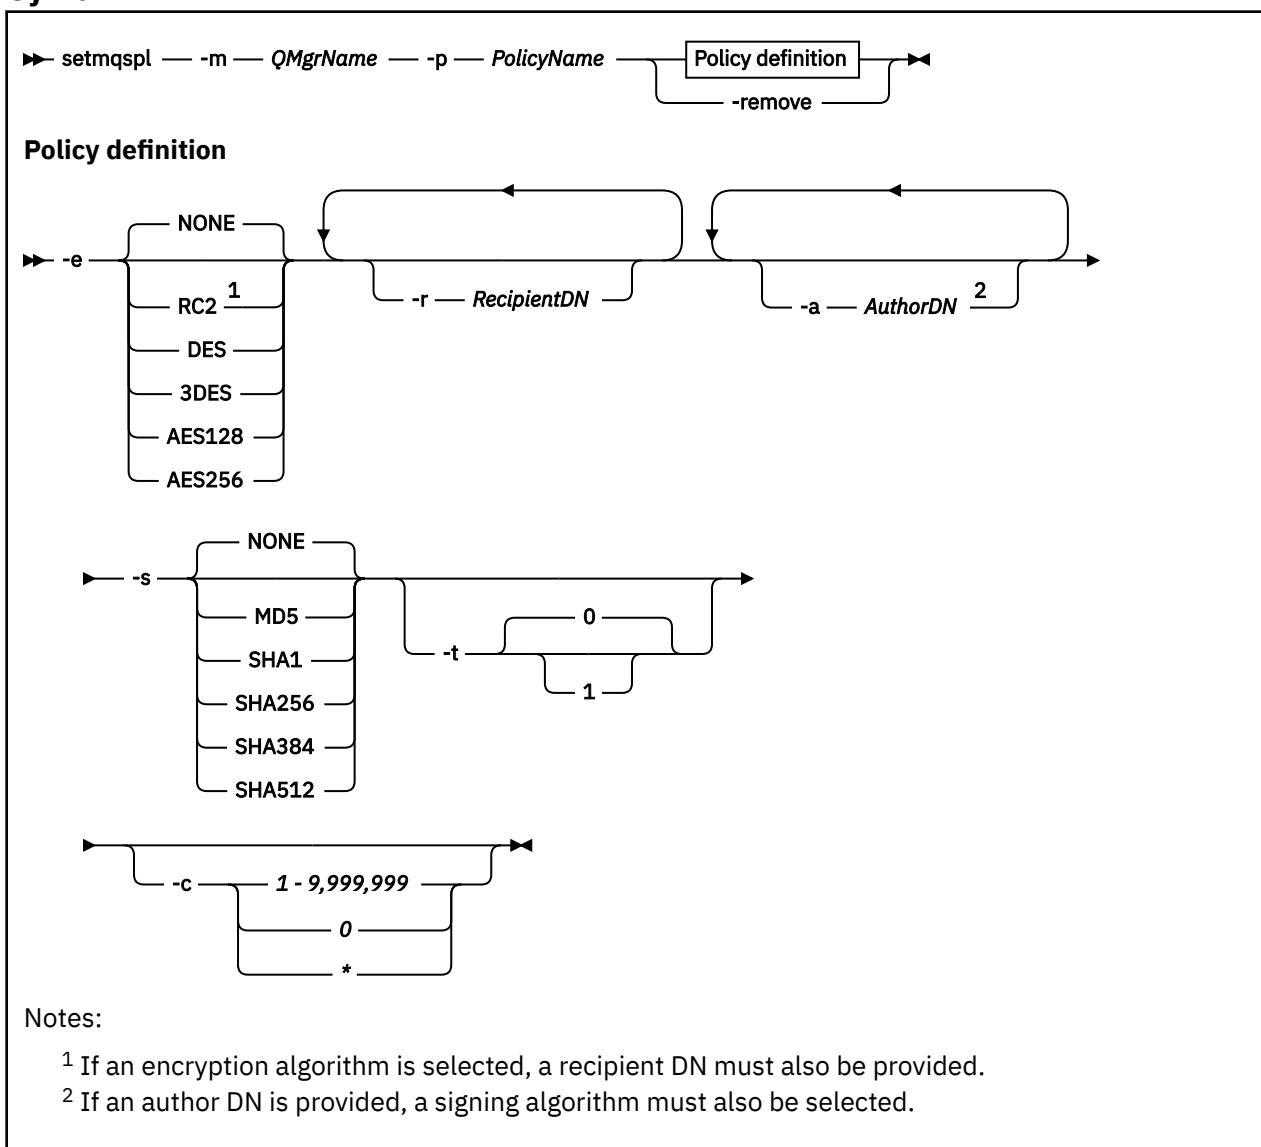 setmqspl -m QMgrName -p PolicyName Policy definition
-remove
Policy definition
NONE
-e
RC2 1
-r RecipientDN
-a AuthorDN 2
DES
3DES
AES128
AES256
NONE
-s
MD5
0
SHA1
-t
1
SHA256
SHA384
SHA512
-c 1 - 9,999,999
0
*
Notes:
1 If an encryption algorithm is selected, a recipient DN must also be provided.
2 If an author DN is provided, a signing algorithm must also be selected.